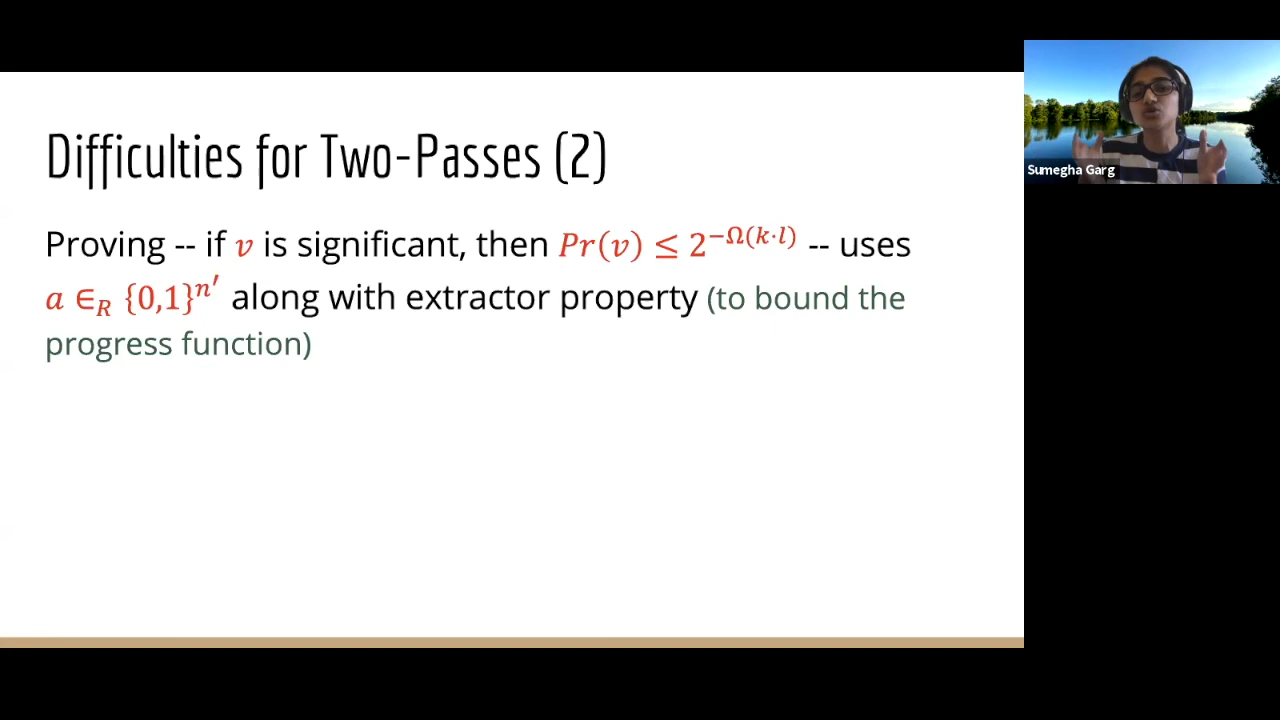 Difficulties for Two-Passes (2)
Proving -- if v is significant, then Pr(v) ≤ 2^{-Ω(k·l)} -- uses
a ∈_R {0,1}^{n'} along with extractor property (to bound the
progress function)
Sumegha Garg